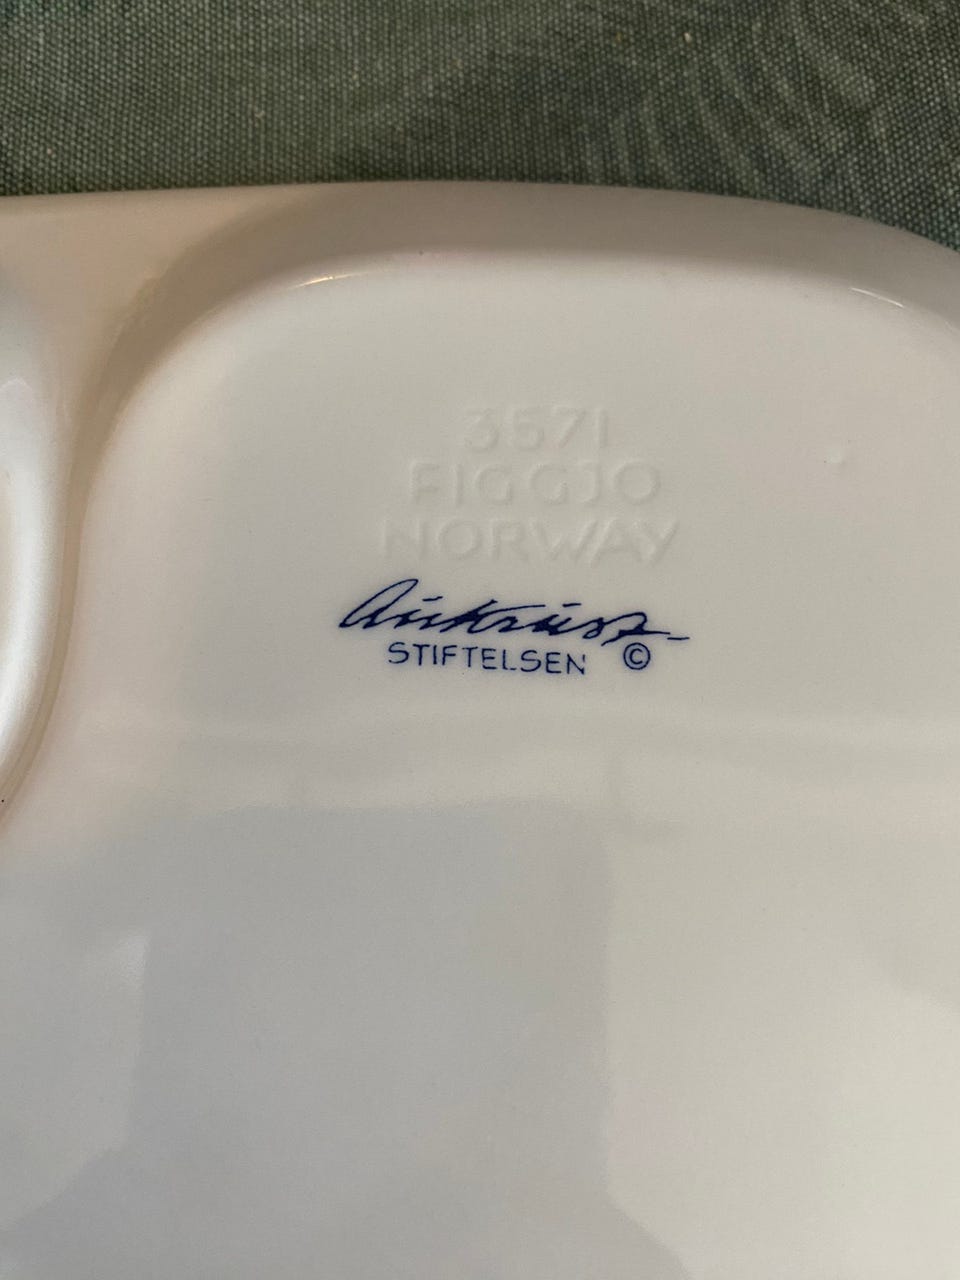 3571
FIGGJO
NORWAY
Aukrust
STIFTELSEN ©